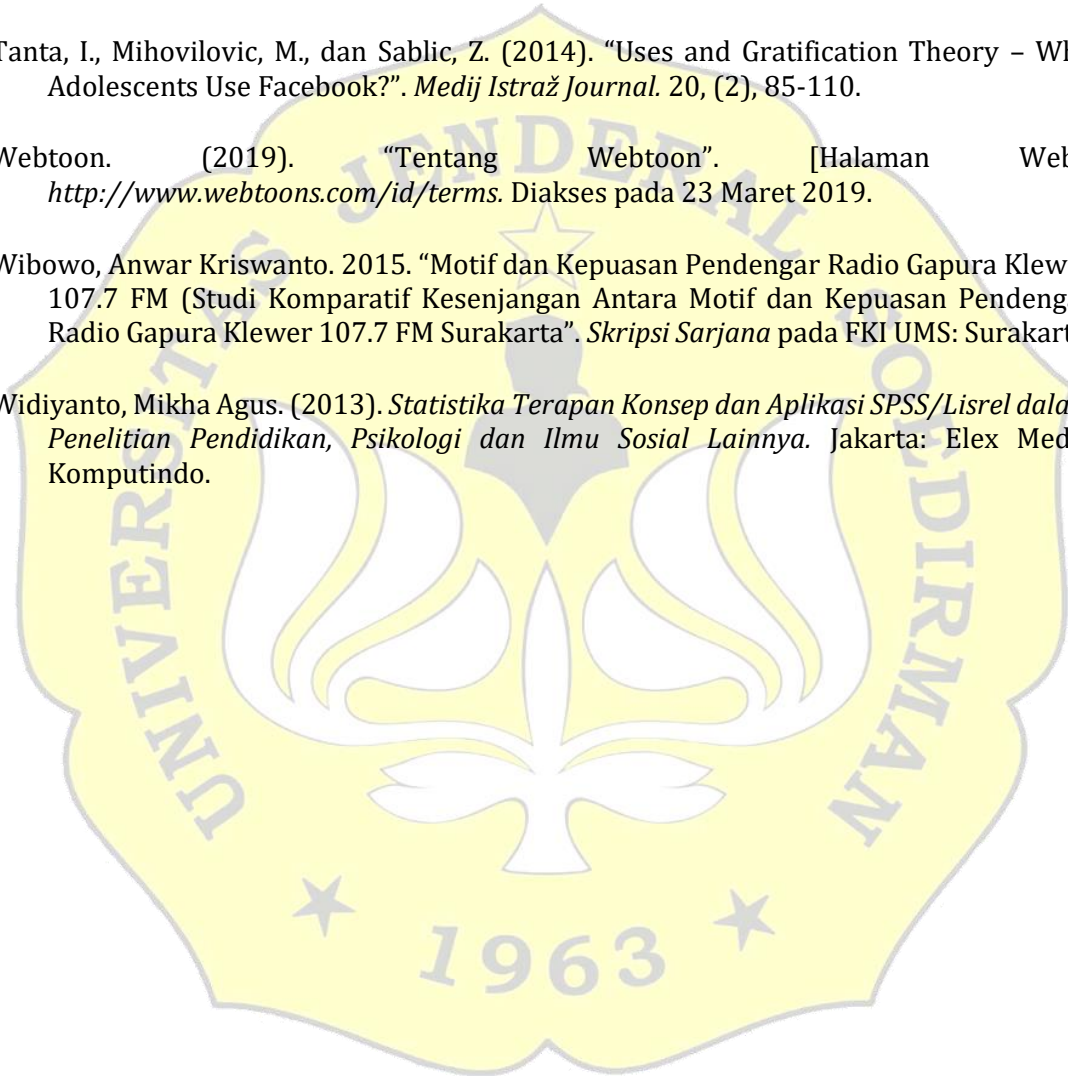 Tanta, I., Mihovilovic, M., dan Sablic, Z. (2014). “Uses and Gratification Theory – Wh
Adolescents Use Facebook?”. Medij Istraž Journal. 20, (2), 85-110.
Webtoon. (2019). “Tentang Webtoon”. [Halaman Web
http://www.webtoons.com/id/terms. Diakses pada 23 Maret 2019.
Wibowo, Anwar Kriswanto. 2015. “Motif dan Kepuasan Pendengar Radio Gapura Klew
107.7 FM (Studi Komparatif Kesenjangan Antara Motif dan Kepuasan Pendenga
Radio Gapura Klewer 107.7 FM Surakarta”. Skripsi Sarjana pada FKI UMS: Surakart
Widiyanto, Mikha Agus. (2013). Statistika Terapan Konsep dan Aplikasi SPSS/Lisrel dala
Penelitian Pendidikan, Psikologi dan Ilmu Sosial Lainnya. Jakarta: Elex Med
Komputindo.
UNIVERSITAS JENDERAL SOEDIRMAN
1963